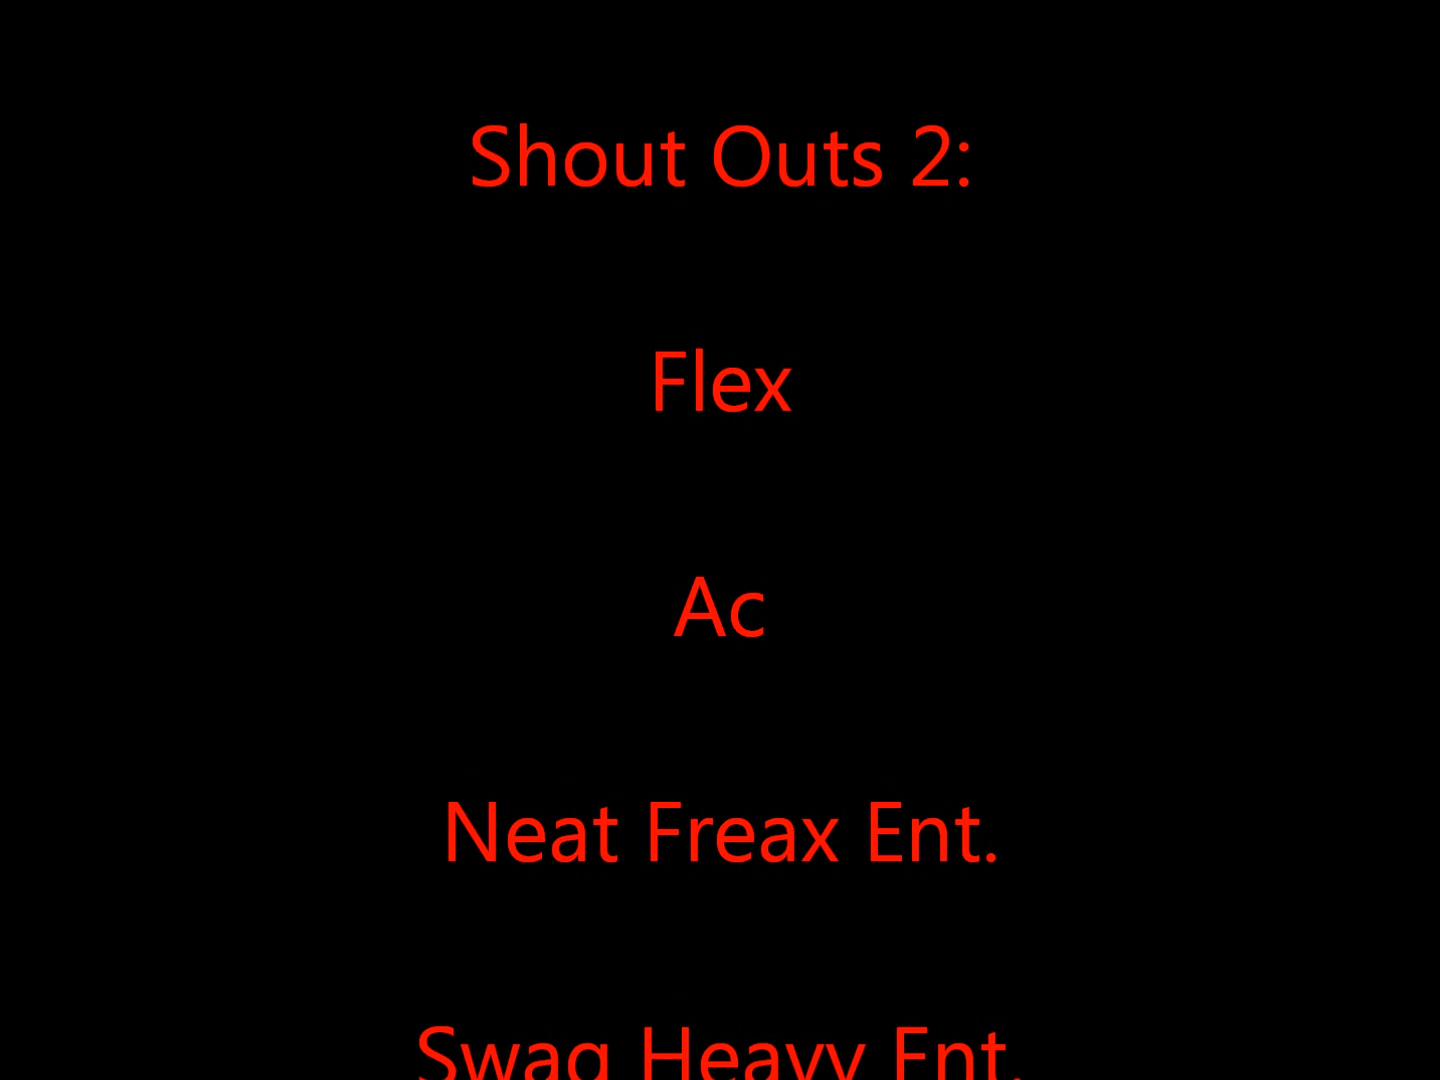 Shout Outs 2:
Flex
Ac
Neat Freax Ent.
Swag Heavy Ent.